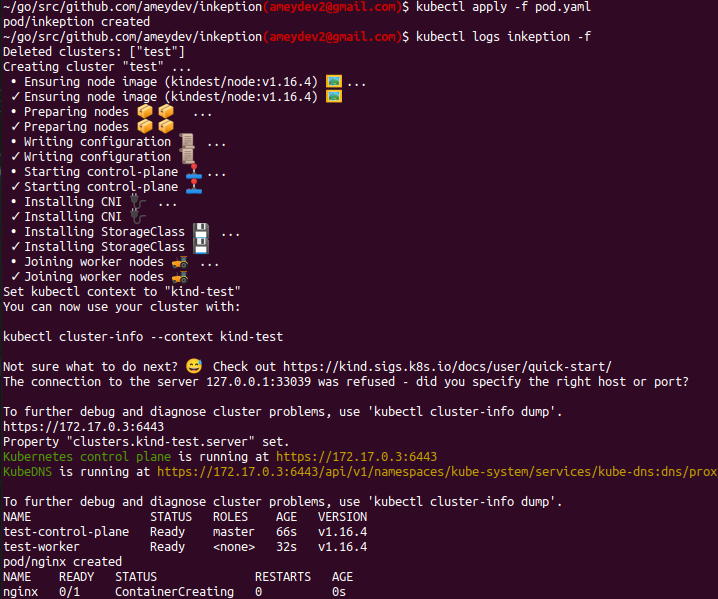 ~/go/src/github.com/ameydev/inkeption(ameydev2@gmail.com)$ kubectl apply -f pod.yaml
pod/inkeption created
~/go/src/github.com/ameydev/inkeption(ameydev2@gmail.com)$ kubectl logs inkeption -f
Deleted clusters: ["test"]
Creating cluster "test" ...
• Ensuring node image (kindest/node:v1.16.4) 🖼 ...
✓ Ensuring node image (kindest/node:v1.16.4) 🖼
• Preparing nodes 📦 📦 ...
✓ Preparing nodes 📦 📦
• Writing configuration 📜 ...
✓ Writing configuration 📜
• Starting control-plane 🕹️ ...
✓ Starting control-plane 🕹️
• Installing CNI 🔌 ...
✓ Installing CNI 🔌
• Installing StorageClass 💾 ...
✓ Installing StorageClass 💾
• Joining worker nodes 🚜 ...
✓ Joining worker nodes 🚜
Set kubectl context to "kind-test"
You can now use your cluster with:
kubectl cluster-info --context kind-test
Not sure what to do next? 😅 Check out https://kind.sigs.k8s.io/docs/user/quick-start/
The connection to the server 127.0.0.1:33039 was refused - did you specify the right host or port?
To further debug and diagnose cluster problems, use 'kubectl cluster-info dump'.
https://172.17.0.3:6443
Property "clusters.kind-test.server" set.
Kubernetes control plane is running at https://172.17.0.3:6443
KubeDNS is running at https://172.17.0.3:6443/api/v1/namespaces/kube-system/services/kube-dns:dns/prox
To further debug and diagnose cluster problems, use 'kubectl cluster-info dump'.
NAME STATUS ROLES AGE VERSION
test-control-plane Ready master 66s v1.16.4
test-worker Ready <none> 32s v1.16.4
pod/nginx created
NAME READY STATUS RESTARTS AGE
nginx 0/1 ContainerCreating 0 0s